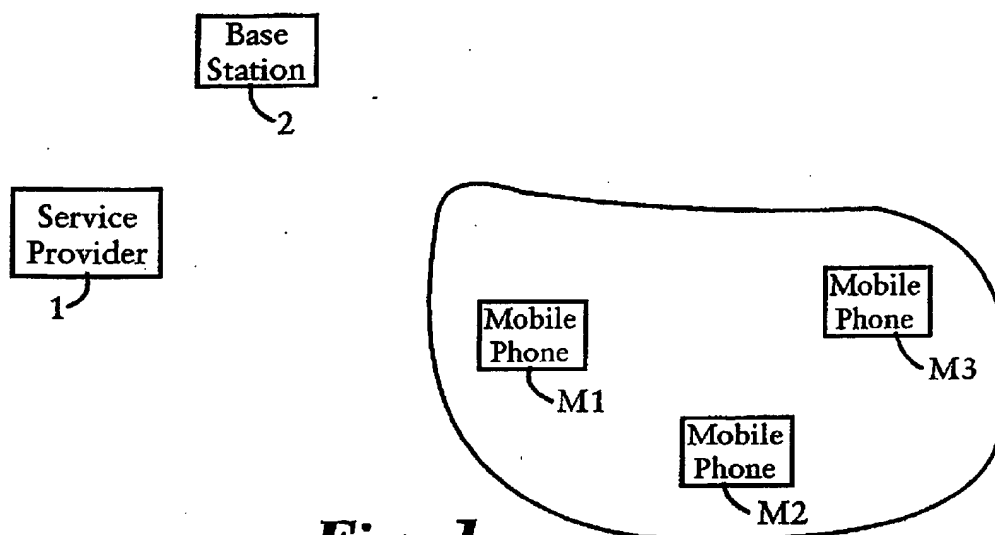 Base
Station
2
Service
Provider
1
Mobile
Phone
M1
Mobile
Phone
M3
Mobile
Phone
M2